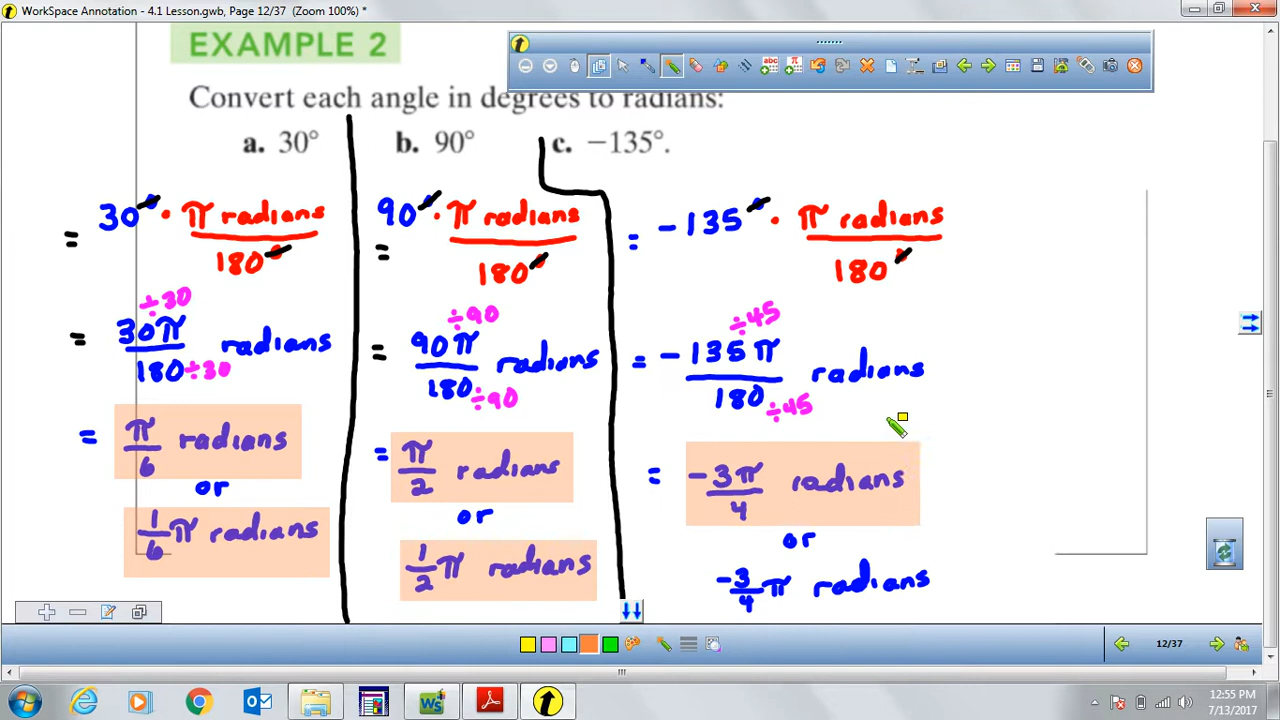 WorkSpace Annotation - 4.1 Lesson.gwb, Page 12/37 (Zoom 100%) *
EXAMPLE 2
Convert each angle in degrees to radians:
a. 30° b. 90° c. −135°.
= 30° · π radians / 180°
= 30π ÷30 / 180 ÷30 radians
= π/6 radians
or
1/6 π radians
= 90° · π radians / 180°
= 90π ÷90 / 180 ÷90 radians
= π/2 radians
or
1/2 π radians
= -135° · π radians / 180°
= -135π ÷45 / 180 ÷45 radians
= -3π/4 radians
or
-3/4 π radians
12/37
12:55 PM
7/13/2017